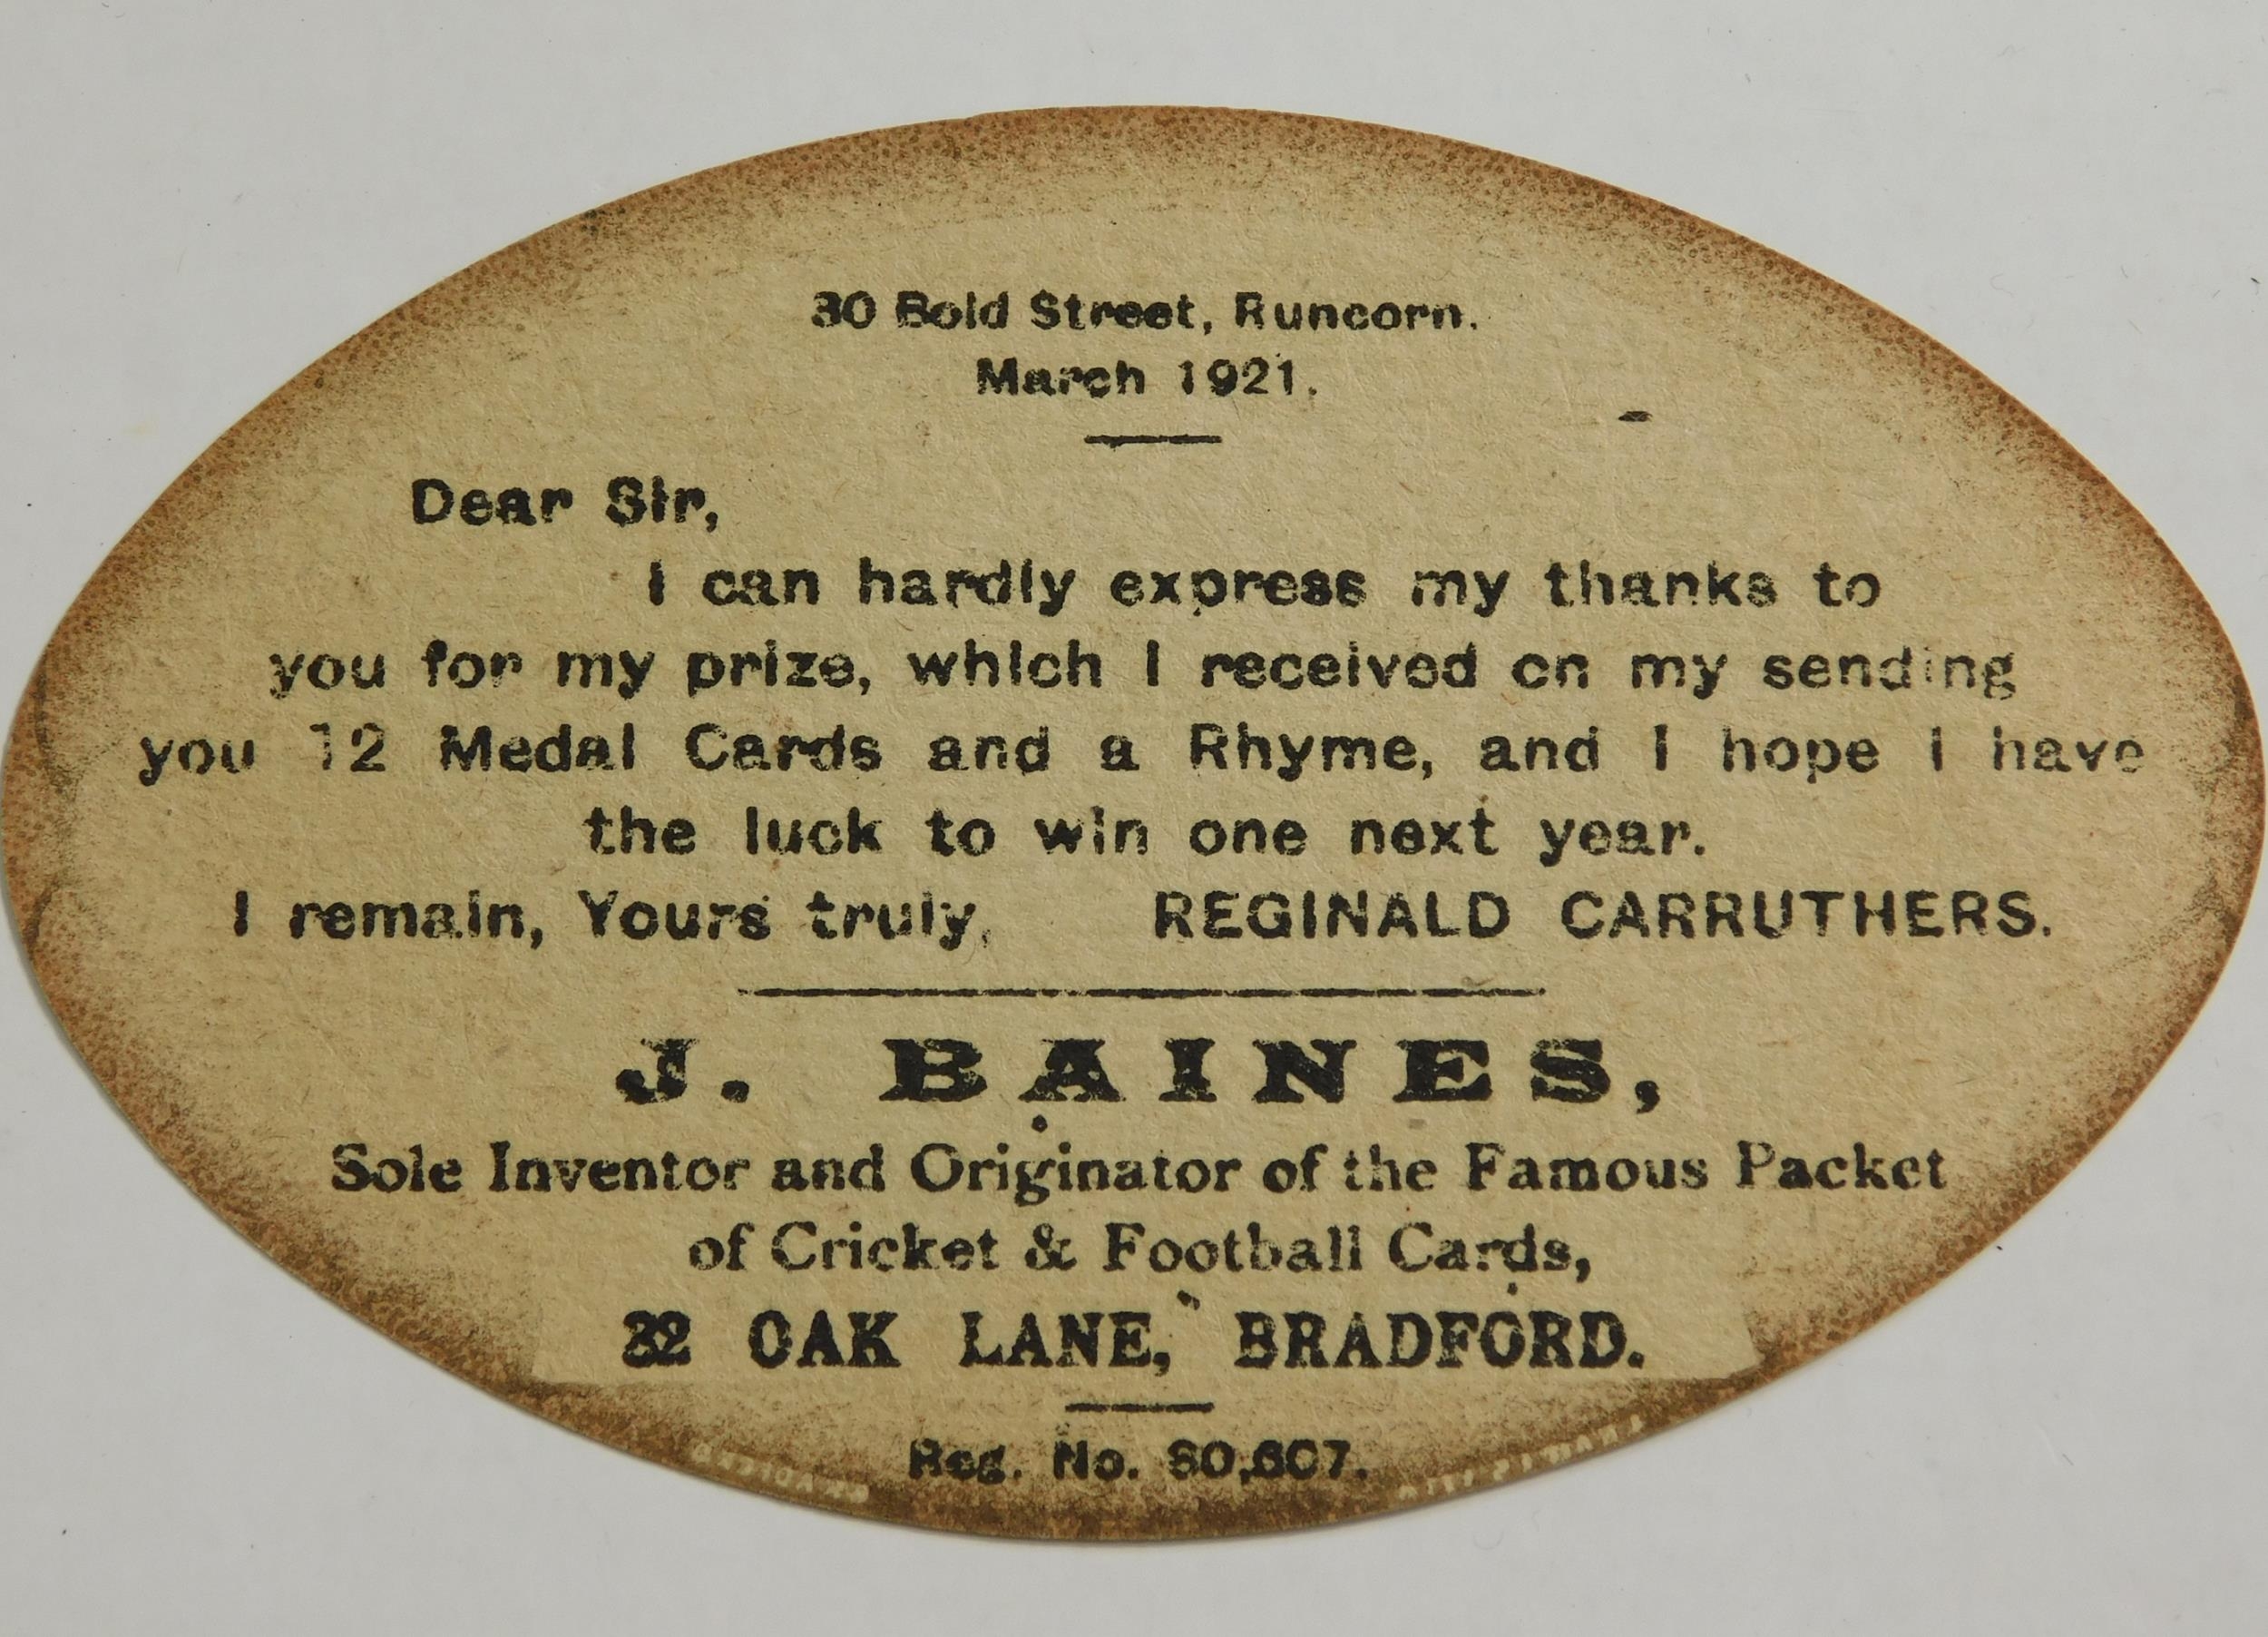 30 Bold Street, Runcorn.
March 1921.
Dear Sir,
I can hardly express my thanks to
you for my prize, which I received on my sending
you 12 Medal Cards and a Rhyme, and I hope I have
the luck to win one next year.
I remain, Yours truly, REGINALD CARRUTHERS.
J. BAINES,
Sole Inventor and Originator of the Famous Packet
of Cricket & Football Cards,
32 OAK LANE, BRADFORD.
Reg. No. 80,607.